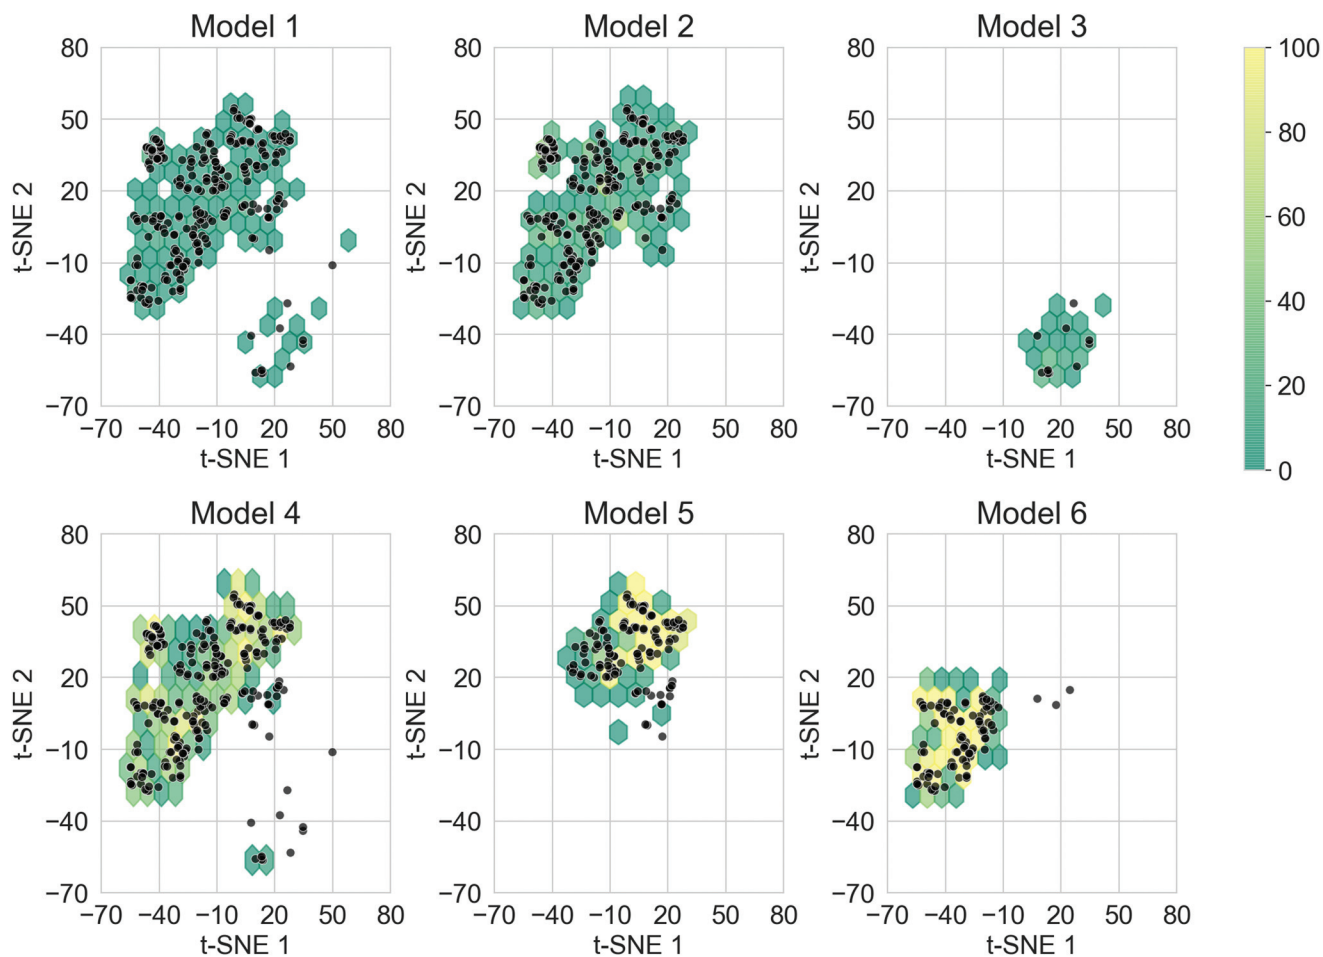 Model 1 Model 2 Model 3
80 80 80 100
50 50 50 80
20 20 20 60
−10 −10 −10 40
−40 −40 −40 20
−70 −70 −70 0
t-SNE 2 t-SNE 2 t-SNE 2
−70 −40 −10 20 50 80 −70 −40 −10 20 50 80 −70 −40 −10 20 50 80
t-SNE 1 t-SNE 1 t-SNE 1
Model 4 Model 5 Model 6
80 80 80
50 50 50
20 20 20
−10 −10 −10
−40 −40 −40
−70 −70 −70
t-SNE 2 t-SNE 2 t-SNE 2
−70 −40 −10 20 50 80 −70 −40 −10 20 50 80 −70 −40 −10 20 50 80
t-SNE 1 t-SNE 1 t-SNE 1